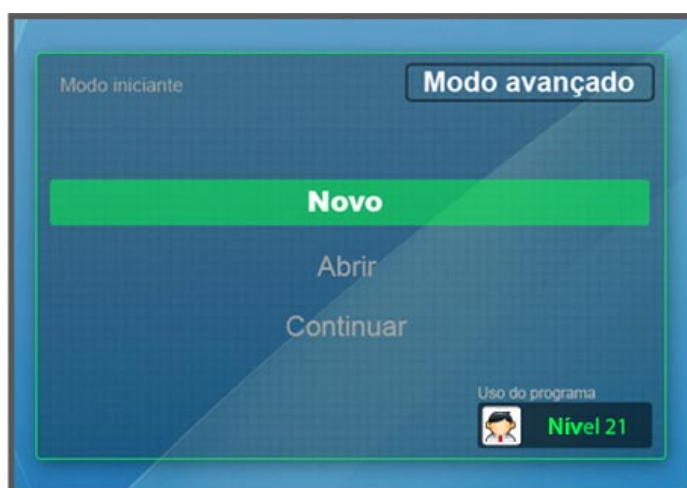 Modo iniciante
Modo avançado
Novo
Abrir
Continuar
Uso do programa
Nível 21